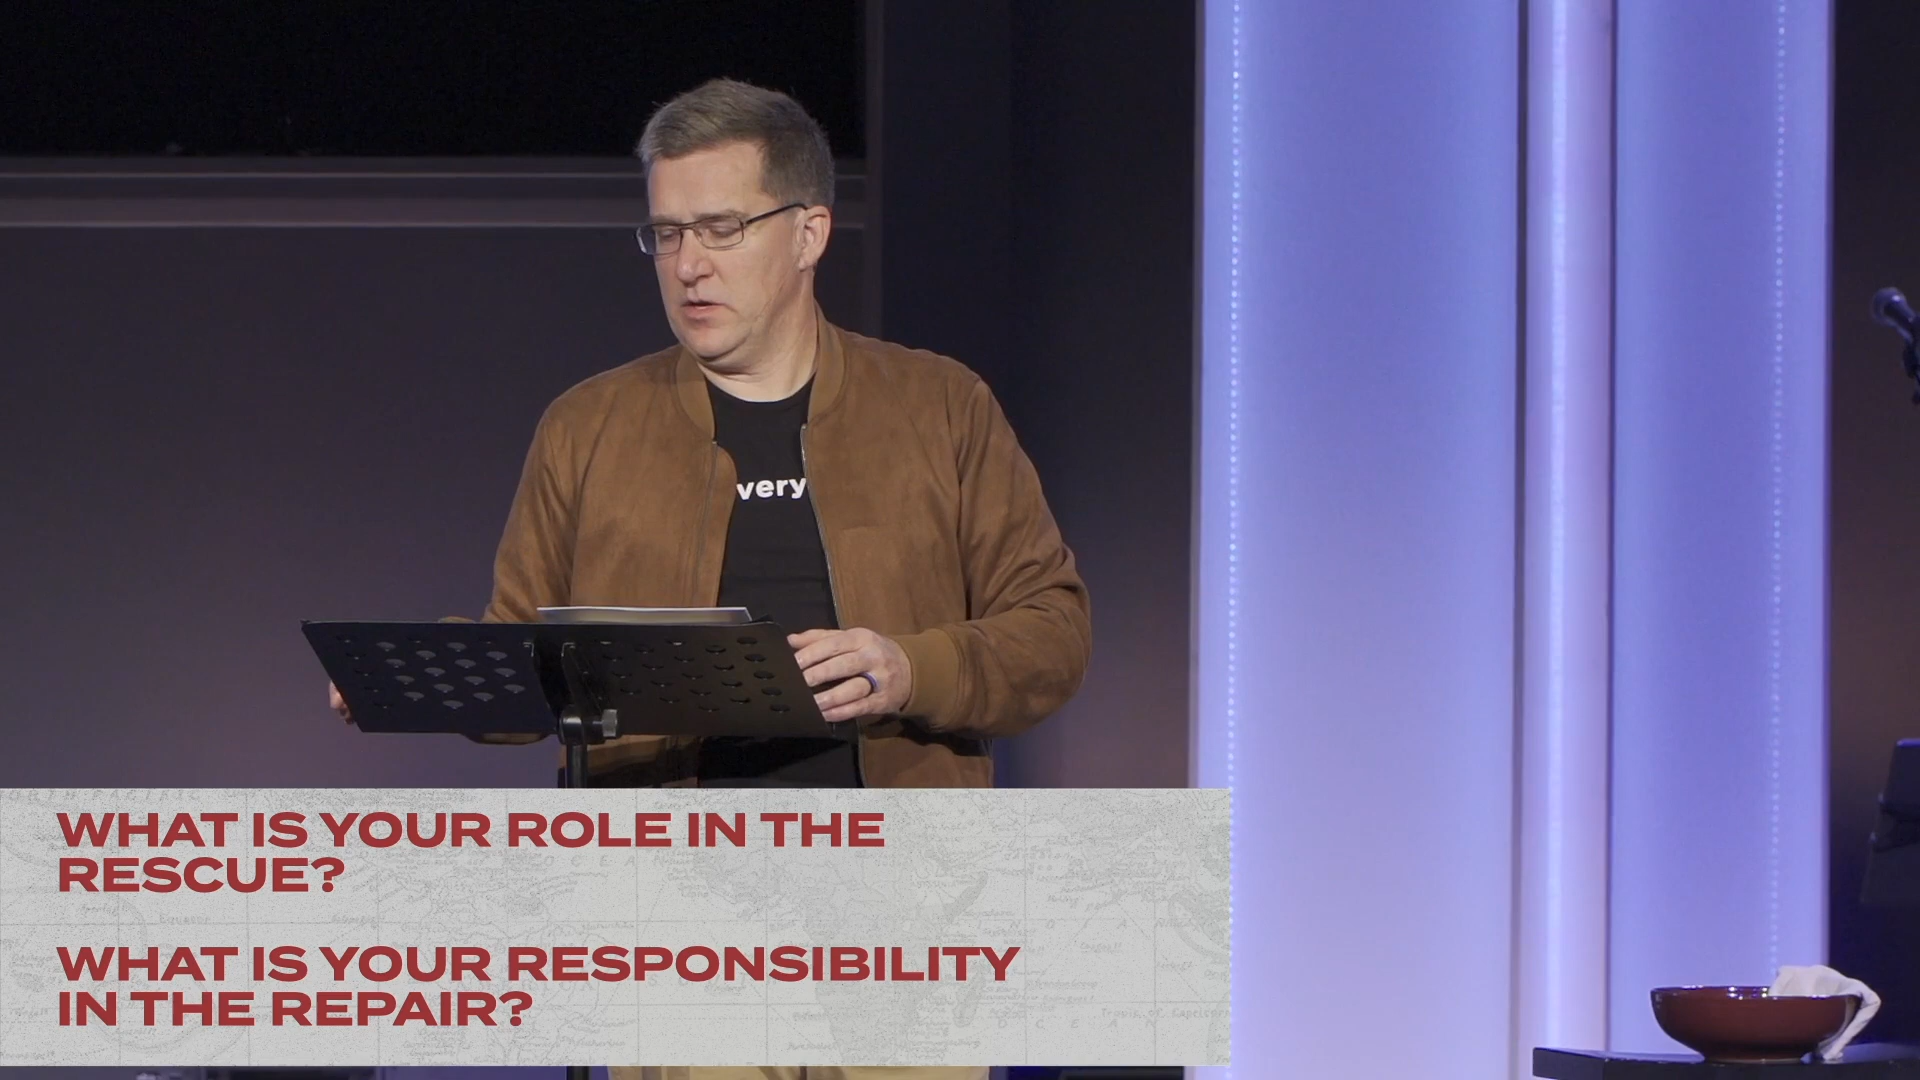 very
WHAT IS YOUR ROLE IN THE
RESCUE?
WHAT IS YOUR RESPONSIBILITY
IN THE REPAIR?